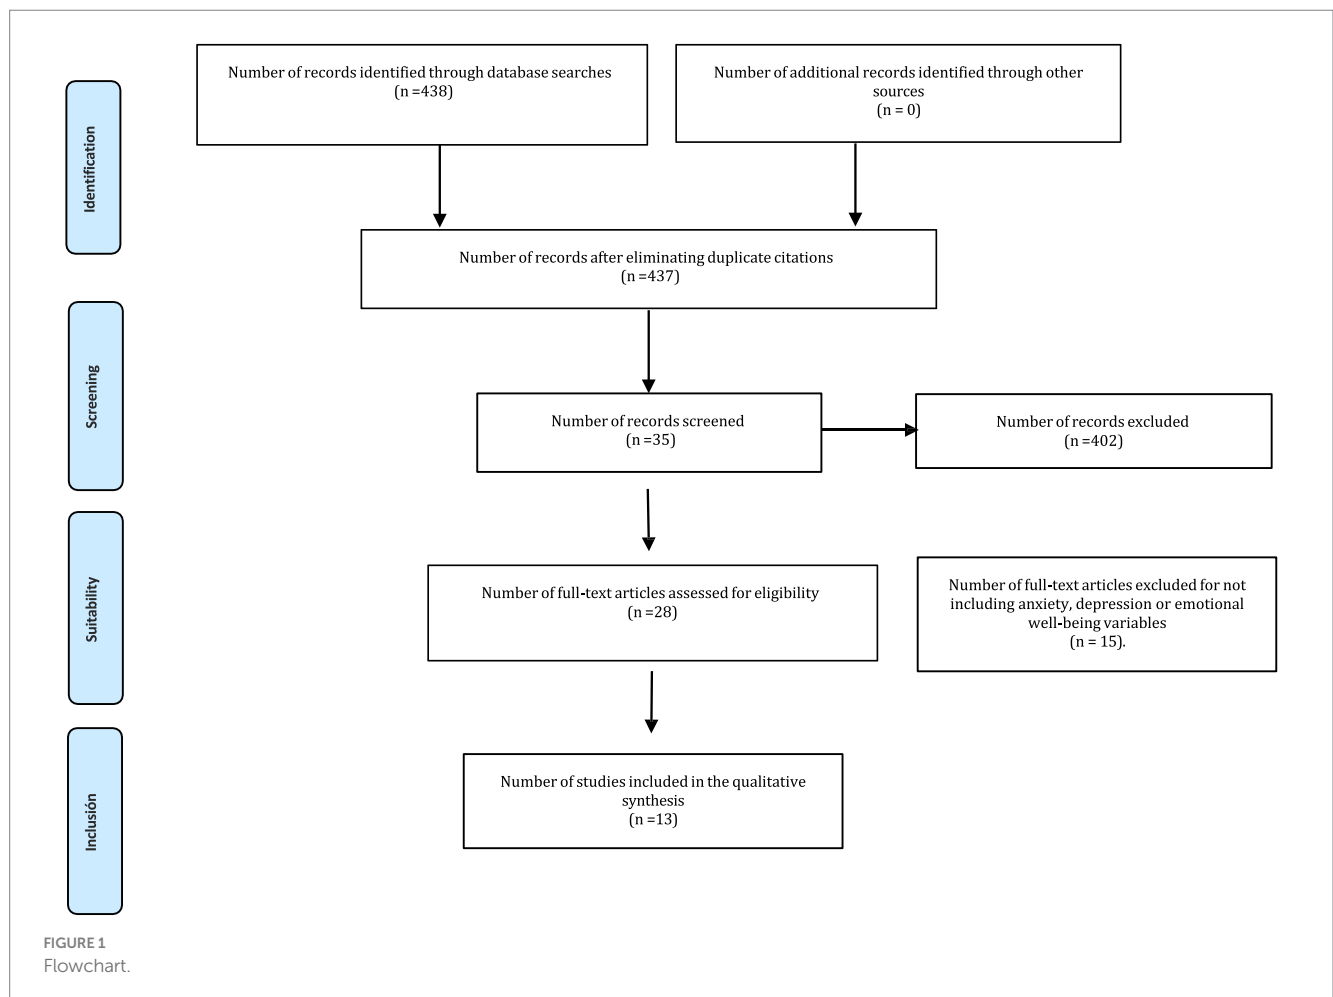 Identification
Number of records identified through database searches
(n =438)
Number of additional records identified through other
sources
(n = 0)
Number of records after eliminating duplicate citations
(n =437)
Screening
Number of records screened
(n =35)
Number of records excluded
(n =402)
Suitability
Number of full-text articles assessed for eligibility
(n =28)
Number of full-text articles excluded for not
including anxiety, depression or emotional
well-being variables
(n = 15).
Inclusión
Number of studies included in the qualitative
synthesis
(n =13)
FIGURE 1
Flowchart.